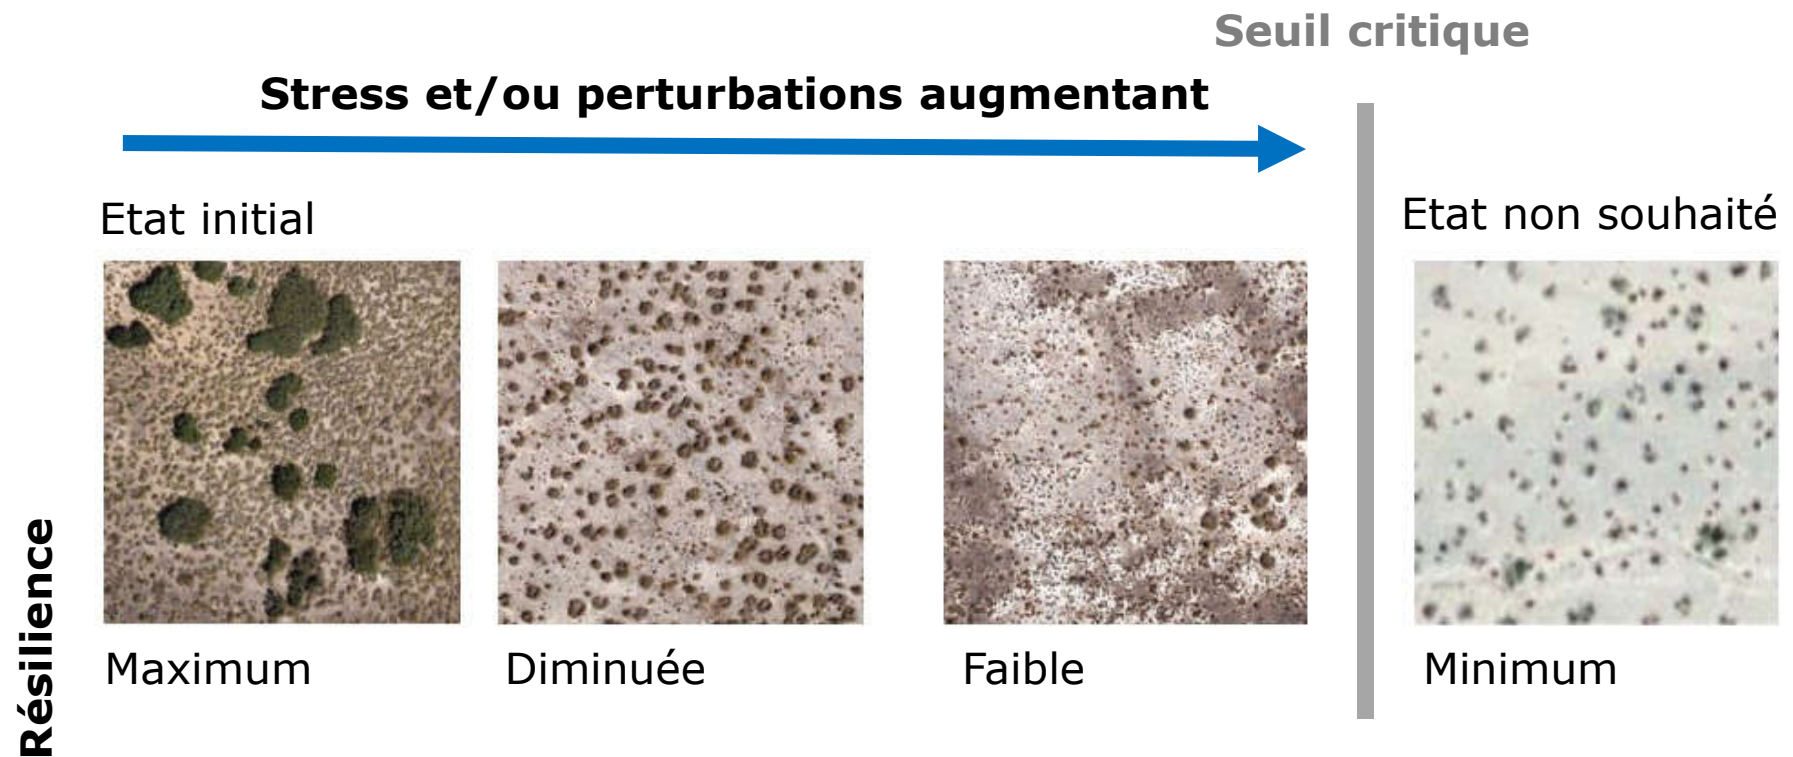 Seuil critique
Stress et/ou perturbations augmentant
Etat initial
Etat non souhaité
Résilience
Maximum
Diminuée
Faible
Minimum